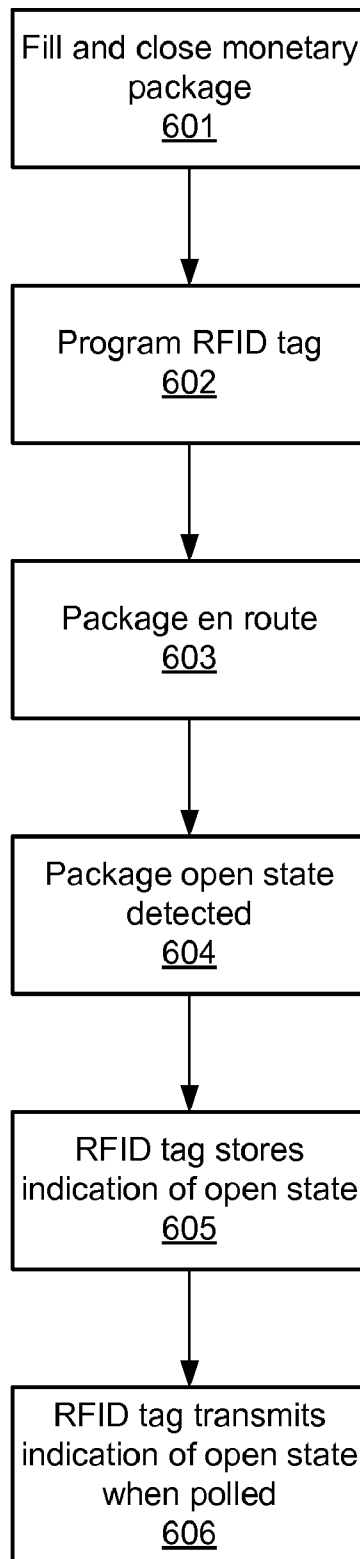 Fill and close monetary
package
601
Program RFID tag
602
Package en route
603
Package open state
detected
604
RFID tag stores
indication of open state
605
RFID tag transmits
indication of open state
when polled
606